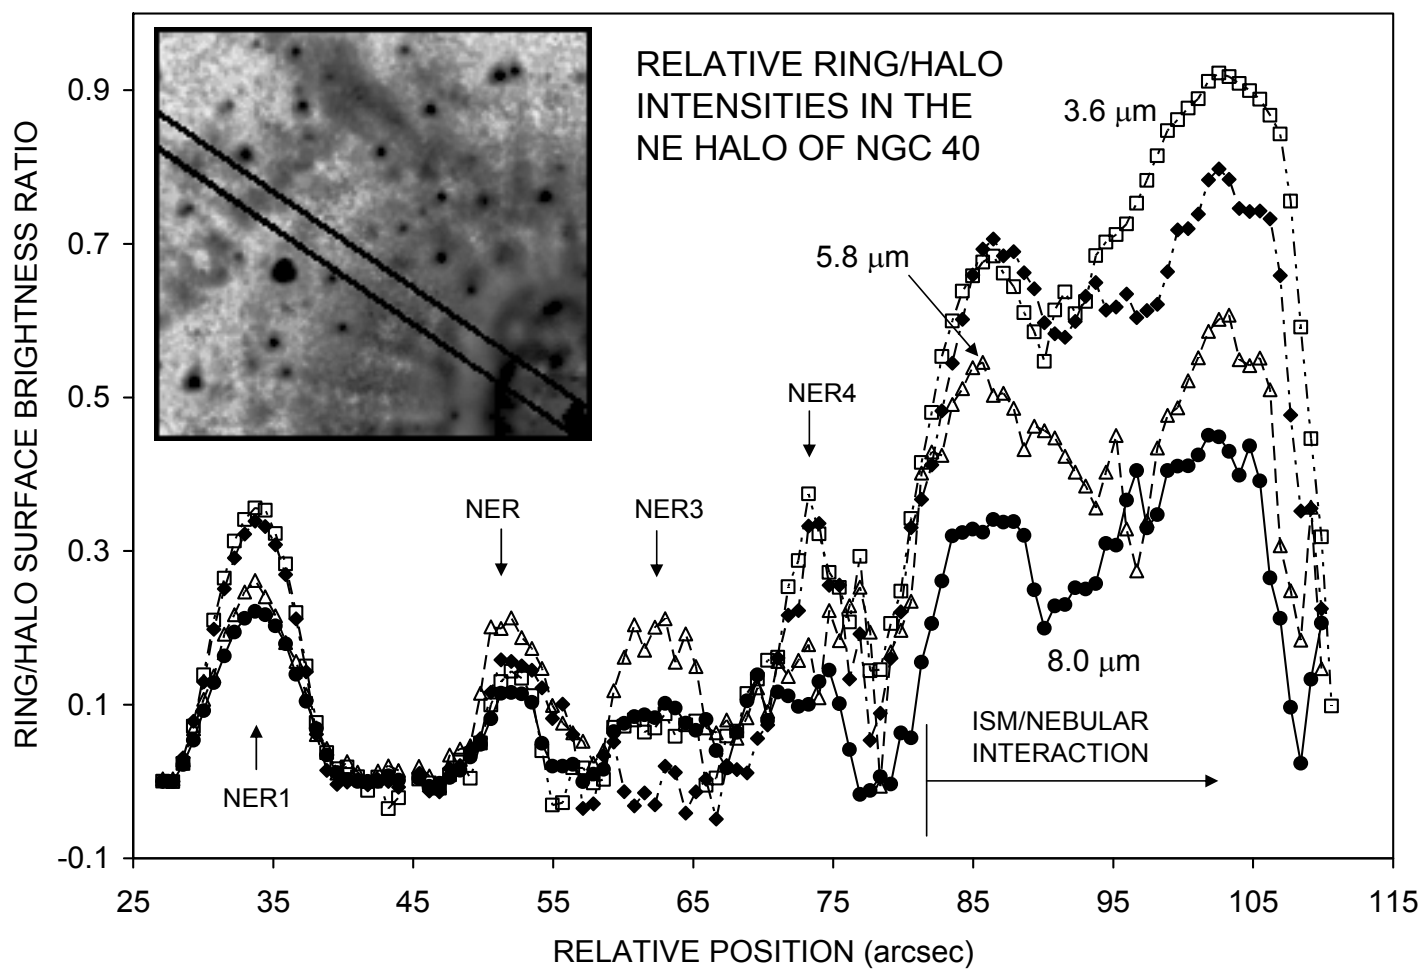 RELATIVE RING/HALO
INTENSITIES IN THE
NE HALO OF NGC 40
3.6 μm
5.8 μm
8.0 μm
NER1
NER
NER3
NER4
ISM/NEBULAR
INTERACTION
RING/HALO SURFACE BRIGHTNESS RATIO
0.9
0.7
0.5
0.3
0.1
-0.1
25 35 45 55 65 75 85 95 105 115
RELATIVE POSITION (arcsec)